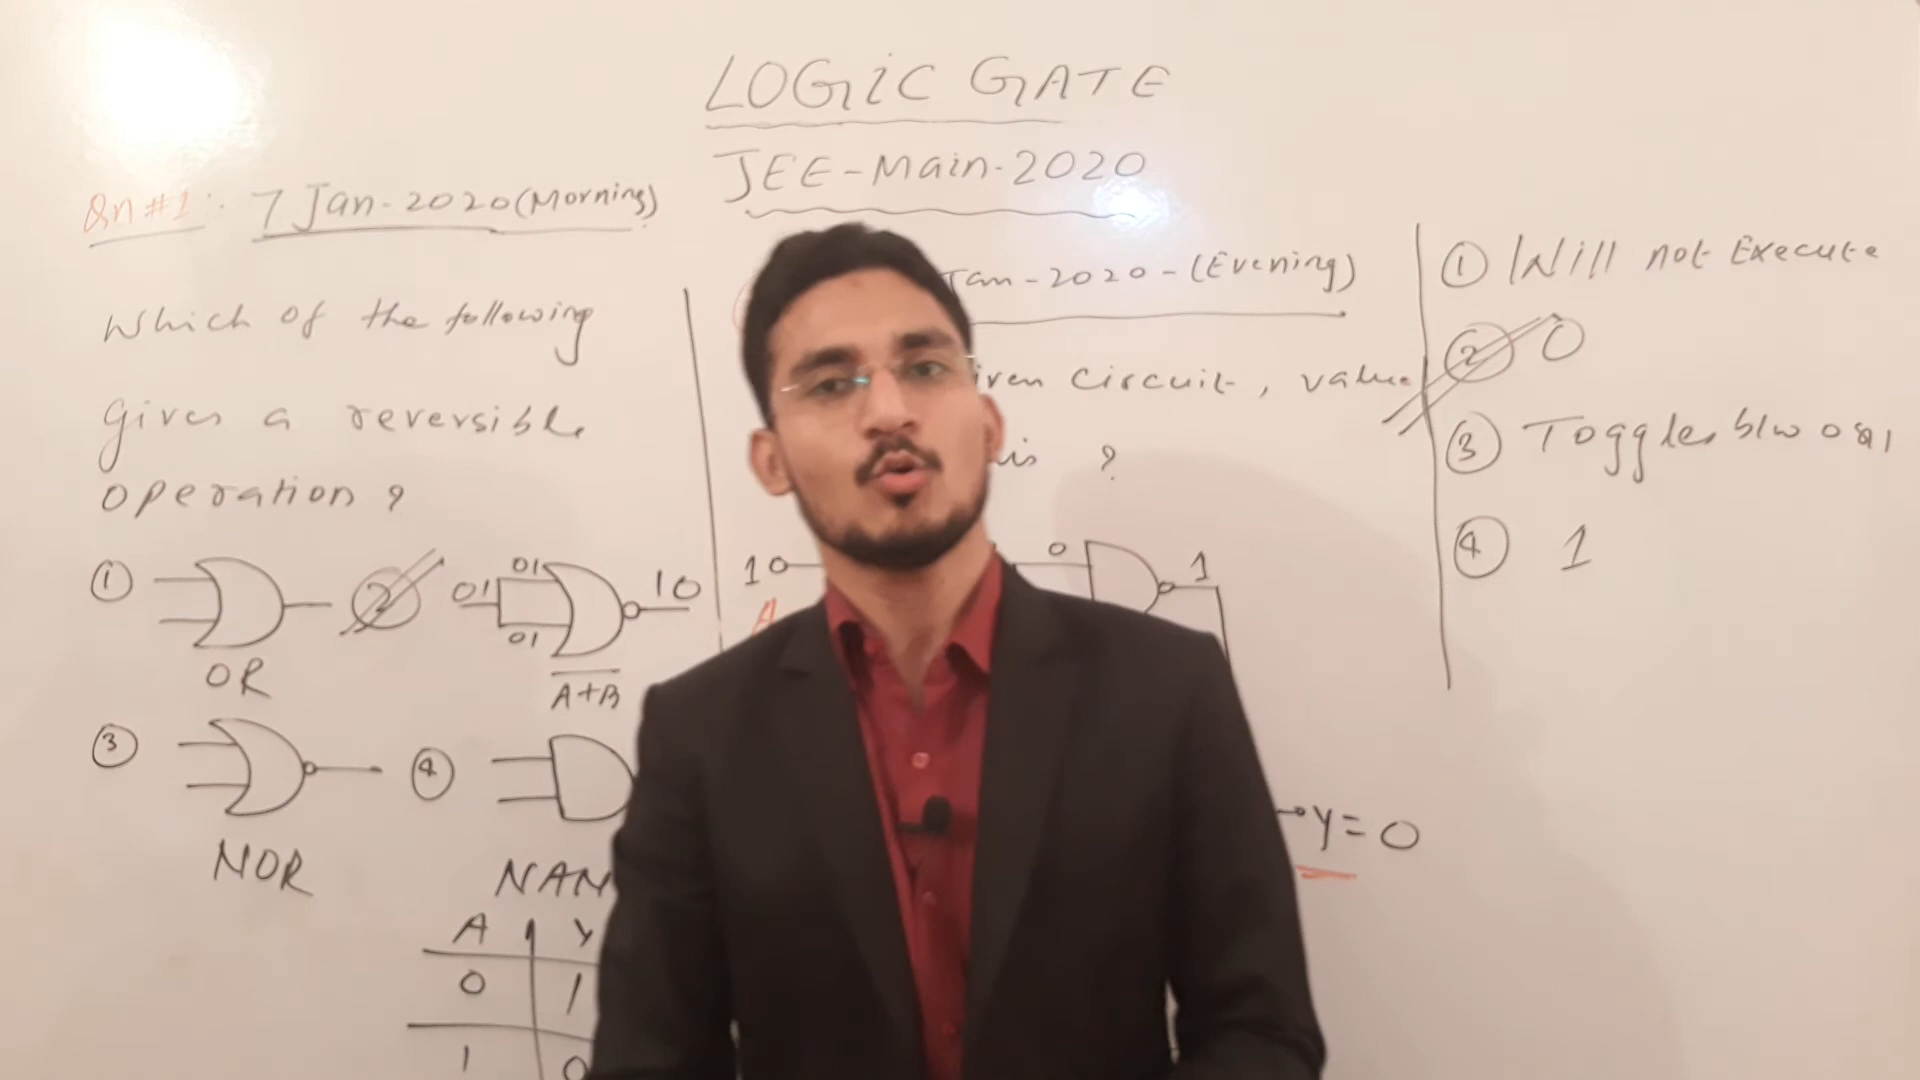 LOGIC GATE
JEE-Main-2020
Qn #1: 7 Jan-2020 (Morning)
Which of the following
gives a reversible
operation ?
①
OR
② 01 01 01 10
A+B
③
NOR
④
A Y
0 1
1 0
Jan-2020-(Evening)
circuit, value
is ?
10
A
0 1
Y = 0
① Will not Execute
② 0
③ Toggles b/w 0 & 1
④ 1